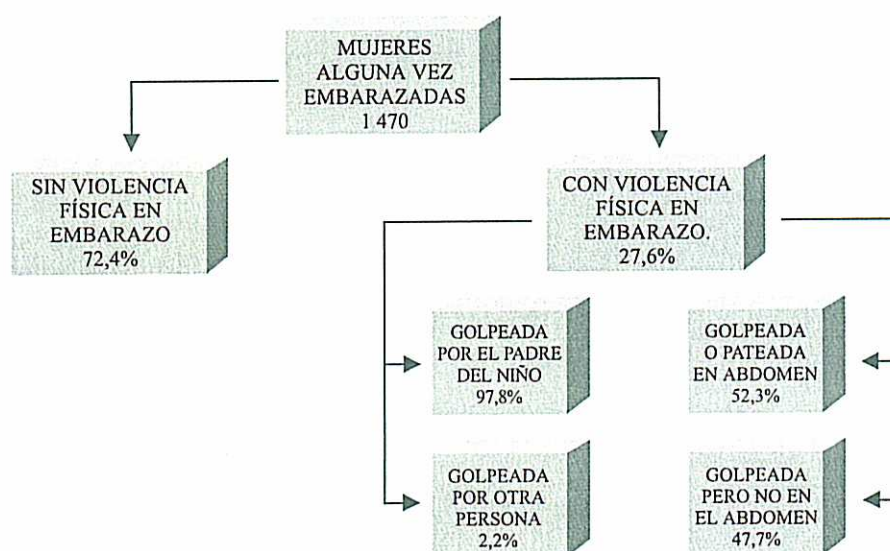 MUJERES
ALGUNA VEZ
EMBARAZADAS
1 470
SIN VIOLENCIA
FÍSICA EN
EMBARAZO
72,4%
CON VIOLENCIA
FÍSICA EN
EMBARAZO.
27,6%
GOLPEADA
POR EL PADRE
DEL NIÑO
97,8%
GOLPEADA
O PATEADA
EN ABDOMEN
52,3%
GOLPEADA
POR OTRA
PERSONA
2,2%
GOLPEADA
PERO NO EN
EL ABDOMEN
47,7%